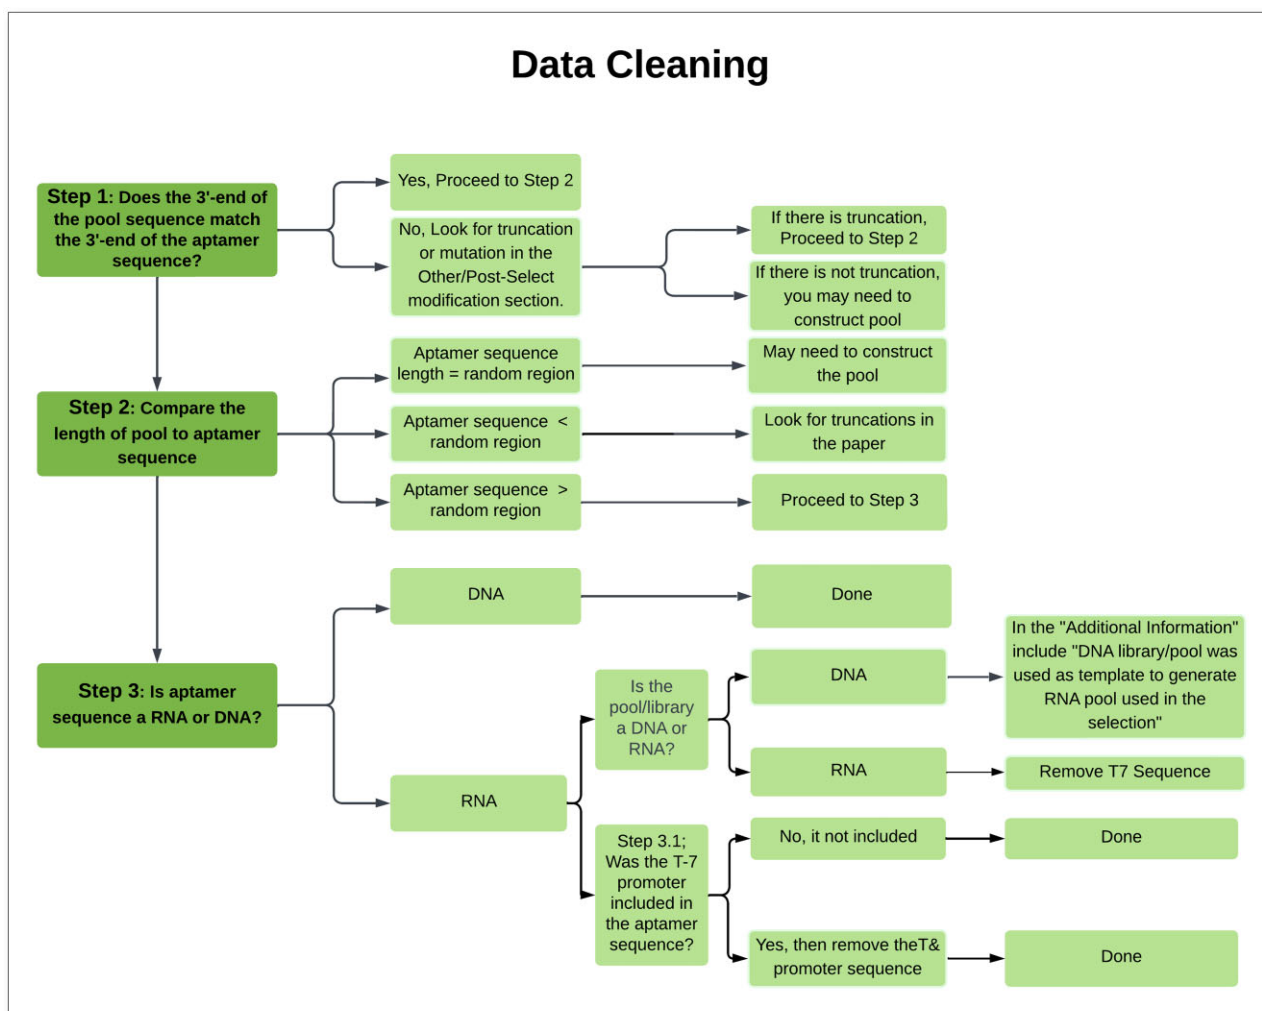 Data Cleaning
Step 1: Does the 3'-end of
the pool sequence match
the 3'-end of the aptamer
sequence?
Yes, Proceed to Step 2
No, Look for truncation
or mutation in the
Other/Post-Select
modification section.
If there is truncation,
Proceed to Step 2
If there is not truncation,
you may need to
construct pool
Step 2: Compare the
length of pool to aptamer
sequence
Aptamer sequence
length = random region
May need to construct
the pool
Aptamer sequence <
random region
Look for truncations in
the paper
Aptamer sequence >
random region
Proceed to Step 3
Step 3: Is aptamer
sequence a RNA or DNA?
DNA
Done
RNA
Is the
pool/library
a DNA or
RNA?
DNA
In the "Additional Information"
include "DNA library/pool was
used as template to generate
RNA pool used in the
selection"
RNA
Remove T7 Sequence
Step 3.1;
Was the T-7
promoter
included in
the aptamer
sequence?
No, it not included
Done
Yes, then remove theT&
promoter sequence
Done